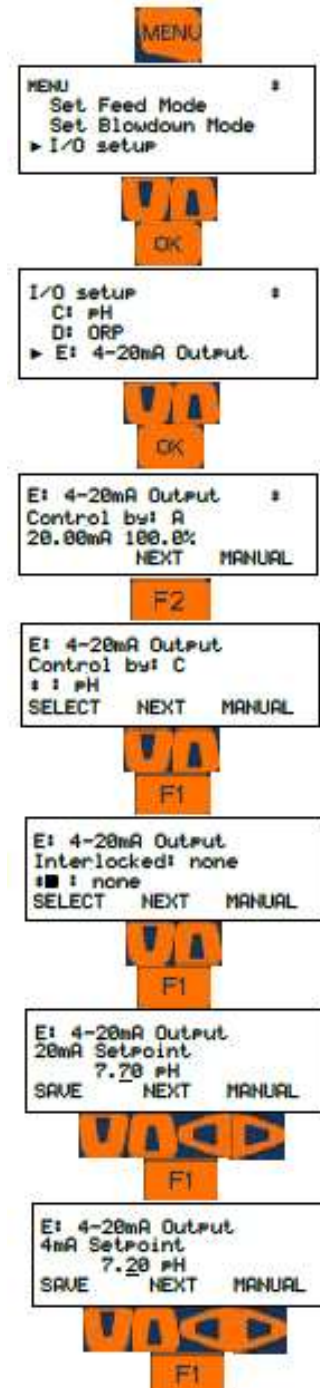 MENU
MENU
Set Feed Mode
Set Blowdown Mode
► I/O setup
OK
I/O setup
C: pH
D: ORP
► E: 4-20mA Output
OK
E: 4-20mA Output
Control by: A
20.00mA 100.0%
NEXT MANUAL
F2
E: 4-20mA Output
Control by: C
↕ : pH
SELECT NEXT MANUAL
F1
E: 4-20mA Output
Interlocked: none
↕■ : none
SELECT NEXT MANUAL
F1
E: 4-20mA Output
20mA Setpoint
7.70 pH
SAVE NEXT MANUAL
F1
E: 4-20mA Output
4mA Setpoint
7.20 pH
SAVE NEXT MANUAL
F1